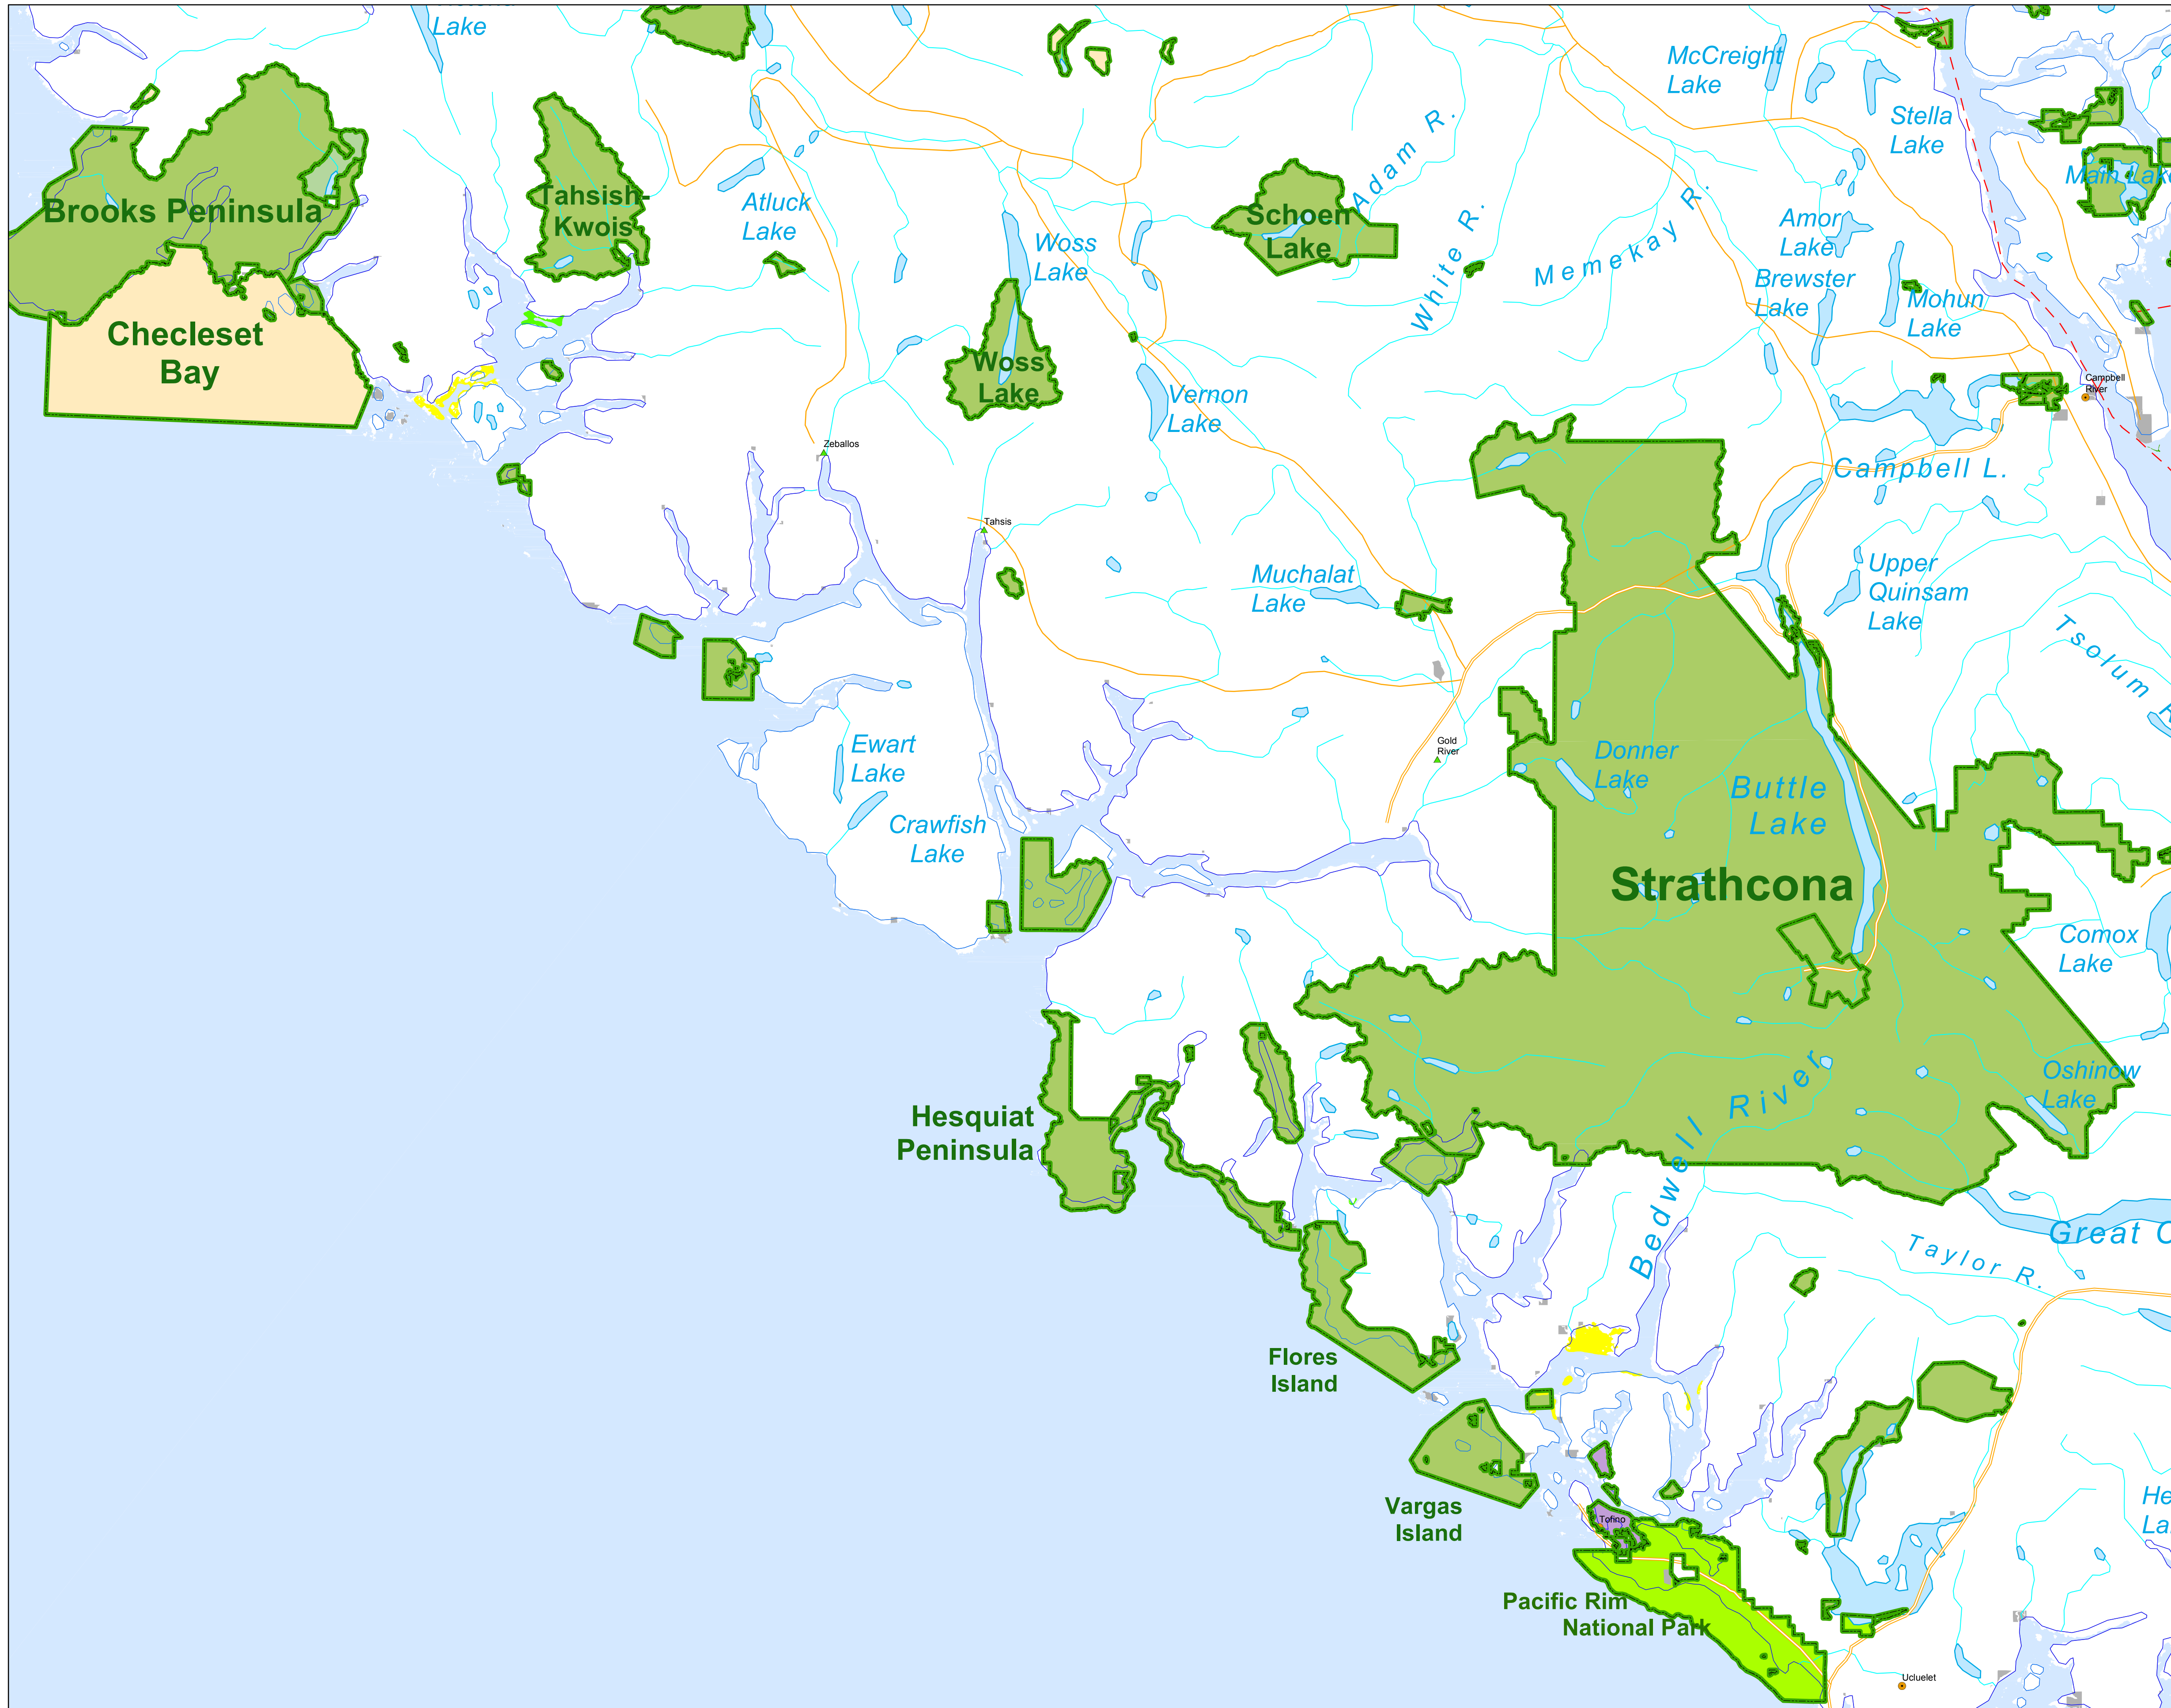 Lake
McCreight
Lake
Stella
Lake
Main Lake
Brooks Peninsula
Tahsish-
Kwois
Atluck
Lake
Woss
Lake
Schoen
Lake
Adam R.
White R.
Memekay R.
Amor
Lake
Brewster
Lake
Mohun
Lake
Checleset
Bay
Woss
Lake
Vernon
Lake
Campbell
River
Zeballos
Campbell L.
Tahsis
Muchalat
Lake
Upper
Quinsam
Lake
Tsolum R
Ewart
Lake
Gold
River
Donner
Lake
Buttle
Lake
Crawfish
Lake
Strathcona
Comox
Lake
Hesquiat
Peninsula
Bedwell River
Oshinow
Lake
Great C
Taylor R.
Flores
Island
Vargas
Island
Tofino
He
La
Pacific Rim
National Park
Ucluelet